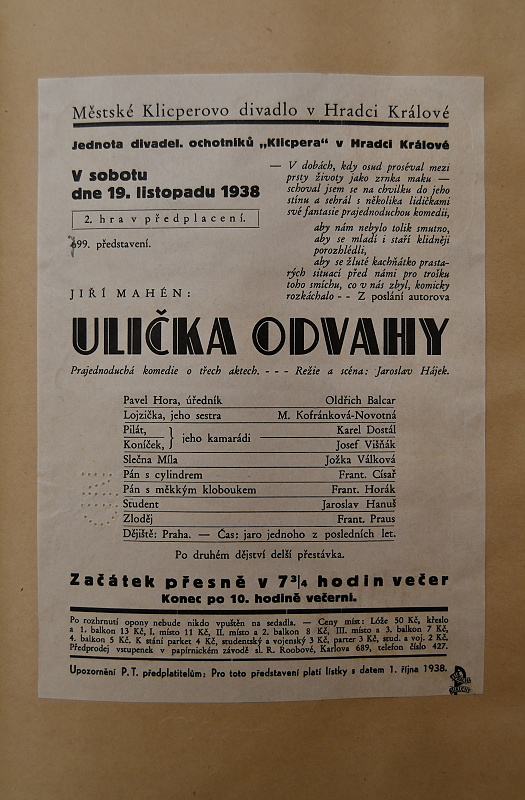 Městské Klicperovo divadlo v Hradci Králové
Jednota divadel. ochotníků „Klicpera“ v Hradci Králové
V sobotu
dne 19. listopadu 1938
2. hra v předplacení.
699. představení.
— V dobách, kdy osud proséval mezi
prsty životy jako zrnka maku —
schoval jsem se na chvilku do jeho
stínu a sehrál s několika lidičkami
své fantasie prajednoduchou komedii,
aby nám nebylo tolik smutno,
aby se mladí i staří klidněji
porozhlédli,
aby se žluté kachňátko prasta-
rých situací před námi pro trošku
toho smíchu, co v nás zbyl, komicky
rozkáchalo - - Z poslání autorova
JIŘÍ MAHÉN:
ULIČKA ODVAHY
Prajednoduchá komedie o třech aktech. - - - Režie a scéna: Jaroslav Hájek.
Pavel Hora, úředník Oldřich Balcar
Lojzička, jeho sestra M. Kofránková-Novotná
Pilát, Karel Dostál
Koníček, } jeho kamarádi Josef Višňák
Slečna Míla Jožka Válková
Pán s cylindrem Frant. Císař
Pán s měkkým kloboukem Frant. Horák
Student Jaroslav Hanuš
Zloděj Frant. Praus
Dějiště: Praha. — Čas: jaro jednoho z posledních let.
Po druhém dějství delší přestávka.
Začátek přesně v 7¾ hodin večer
Konec po 10. hodině večerní.
Po rozhrnutí opony nebude nikdo vpuštěn na sedadla. — Ceny míst: Lóže 50 Kč, křeslo
a 1. balkon 13 Kč, I. místo 11 Kč, II. místo a 2. balkon 8 Kč, III. místo a 3. balkon 7 Kč,
4. balkon 5 Kč. K stání parket 4 Kč, studentský a vojenský 3 Kč, parter 3 Kč, stud. a voj. 2 Kč.
Předprodej vstupenek v papírnickém závodě sl. R. Roobové, Karlova 689, telefon číslo 427.
Upozornění P. T. předplatitelům: Pro toto představení platí lístky s datem 1. října 1938.